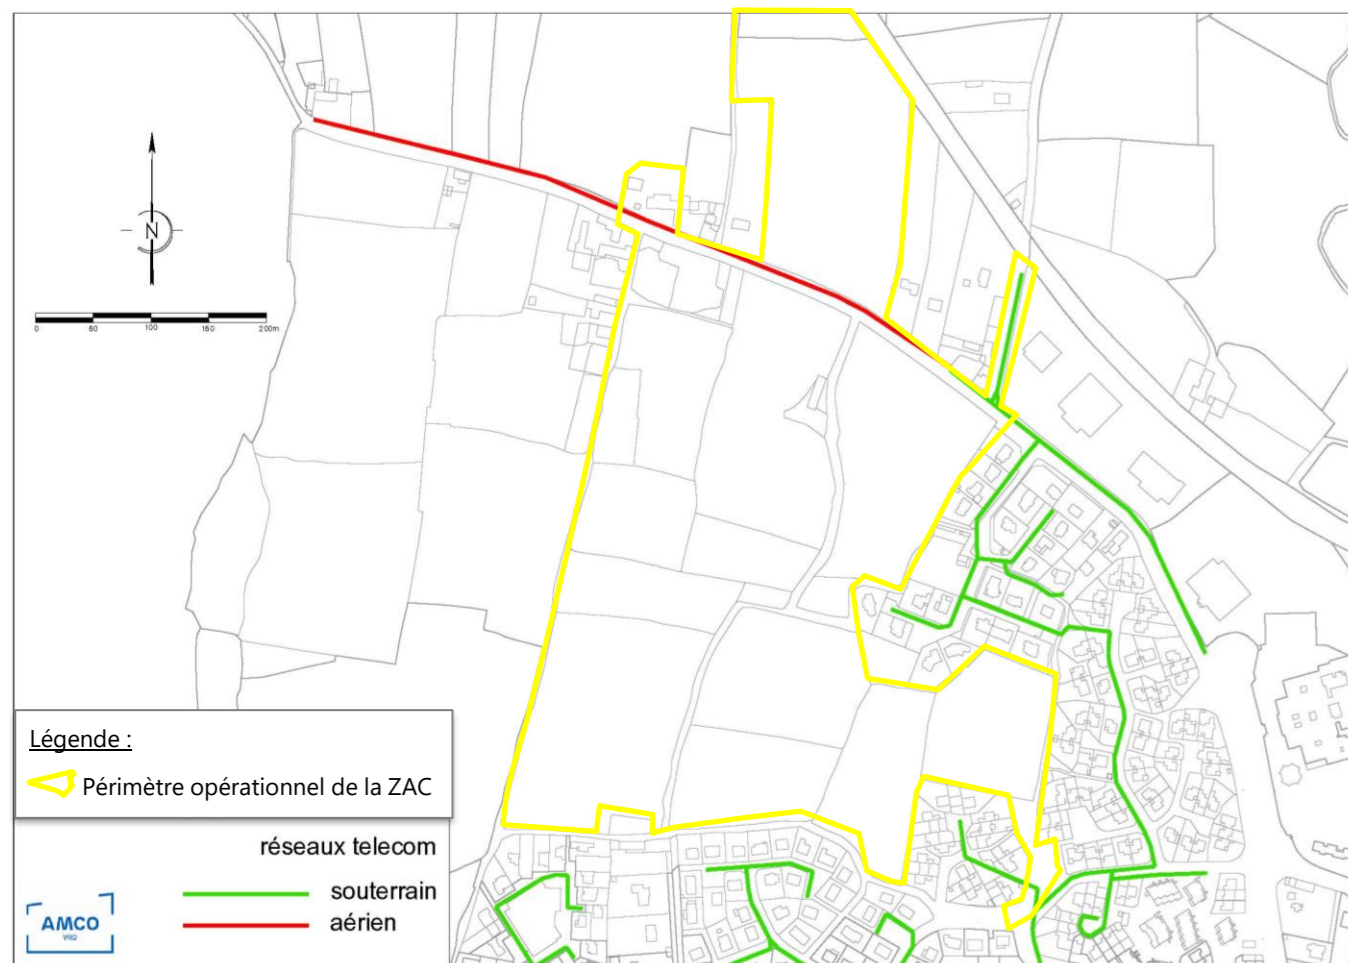 N
0 50 100 150 200m
Légende :
Périmètre opérationnel de la ZAC
réseaux telecom
souterrain
aérien
AMCO
VRD